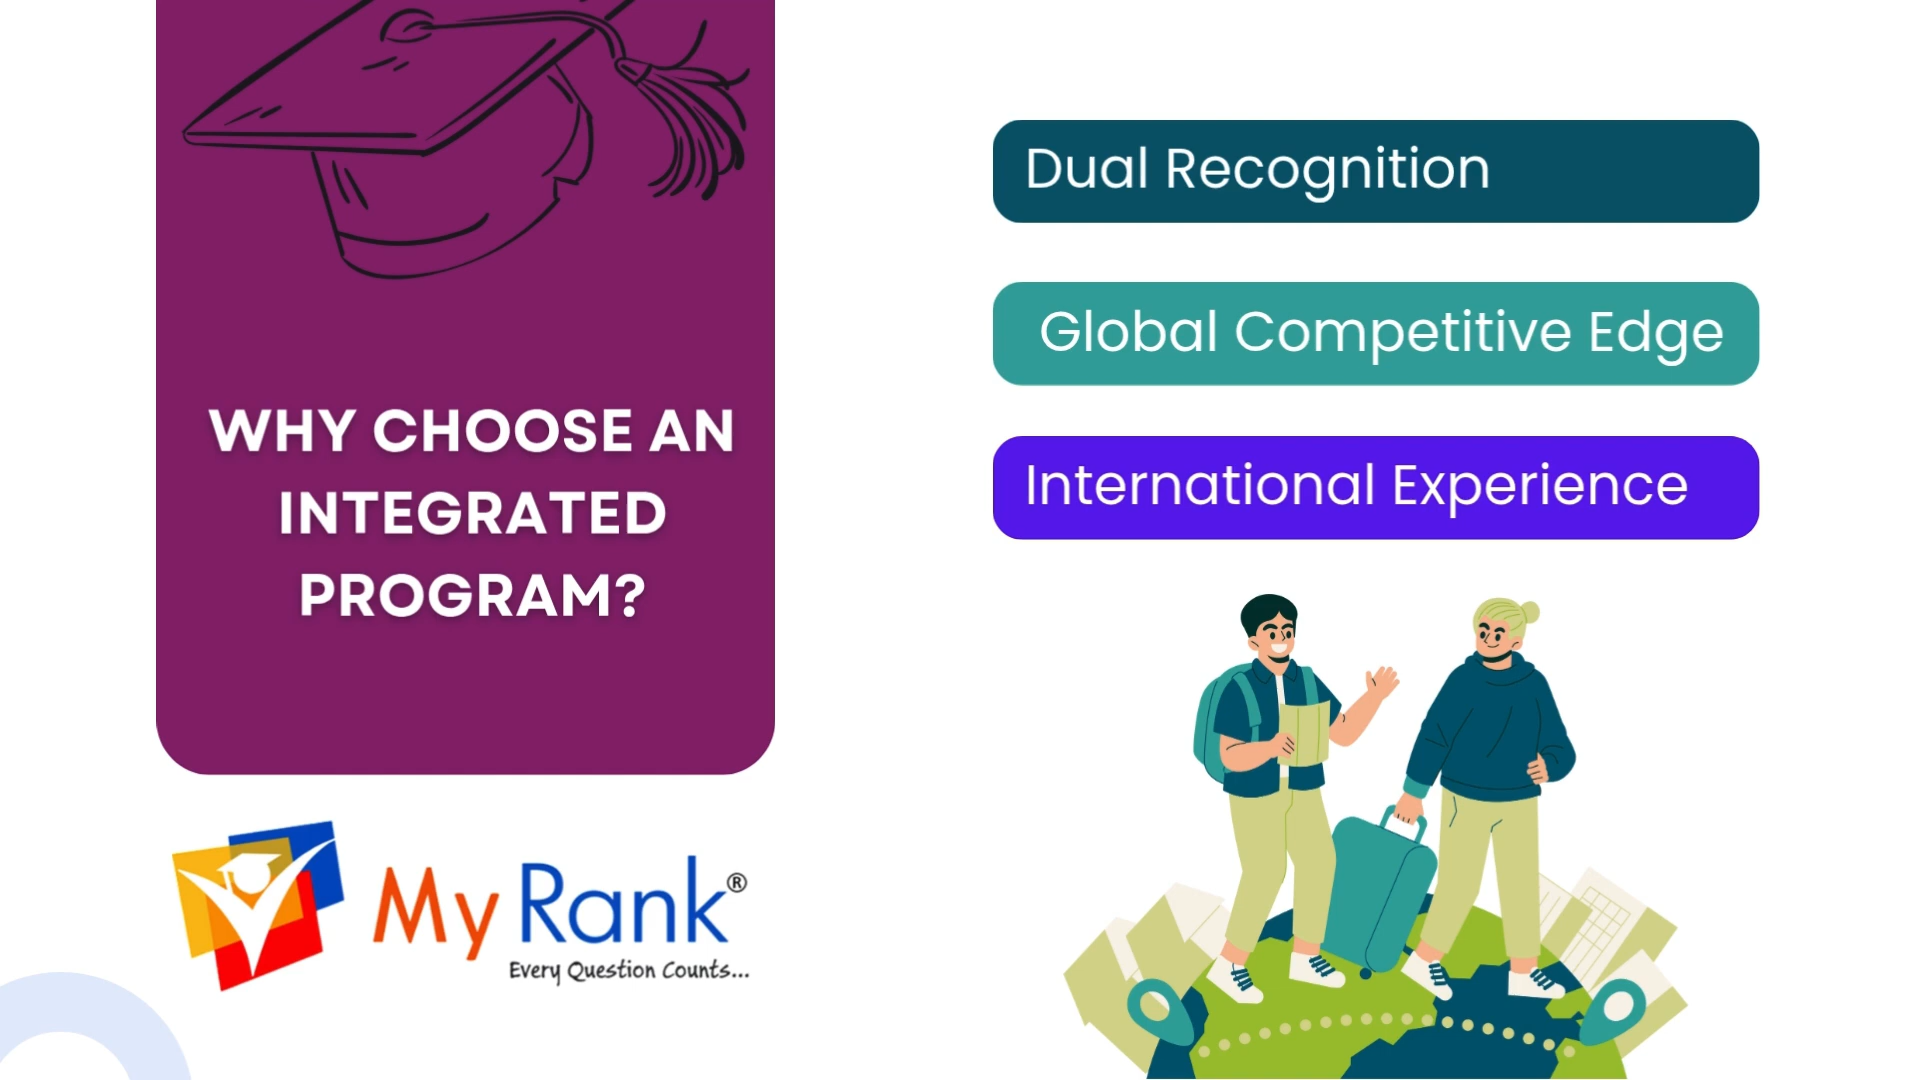 WHY CHOOSE AN
INTEGRATED
PROGRAM?
My Rank®
Every Question Counts...
Dual Recognition
Global Competitive Edge
International Experience